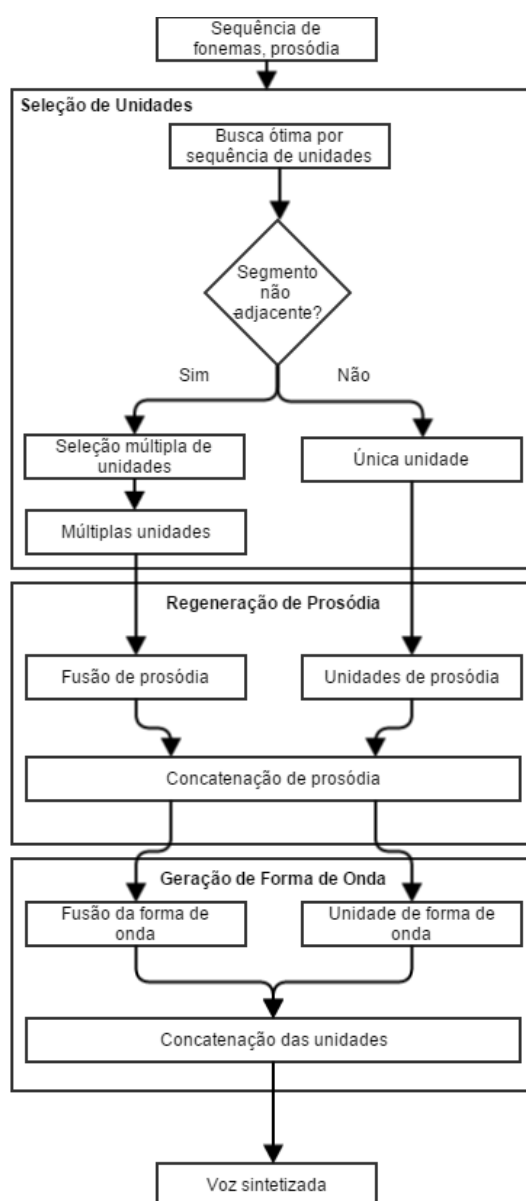 Sequência de
fonemas, prosódia
Seleção de Unidades
Busca ótima por
sequência de unidades
Segmento
não
adjacente?
Sim
Não
Seleção múltipla de
unidades
Única unidade
Múltiplas unidades
Regeneração de Prosódia
Fusão de prosódia
Unidades de prosódia
Concatenação de prosódia
Geração de Forma de Onda
Fusão da forma de
onda
Unidade de forma de
onda
Concatenação das unidades
Voz sintetizada